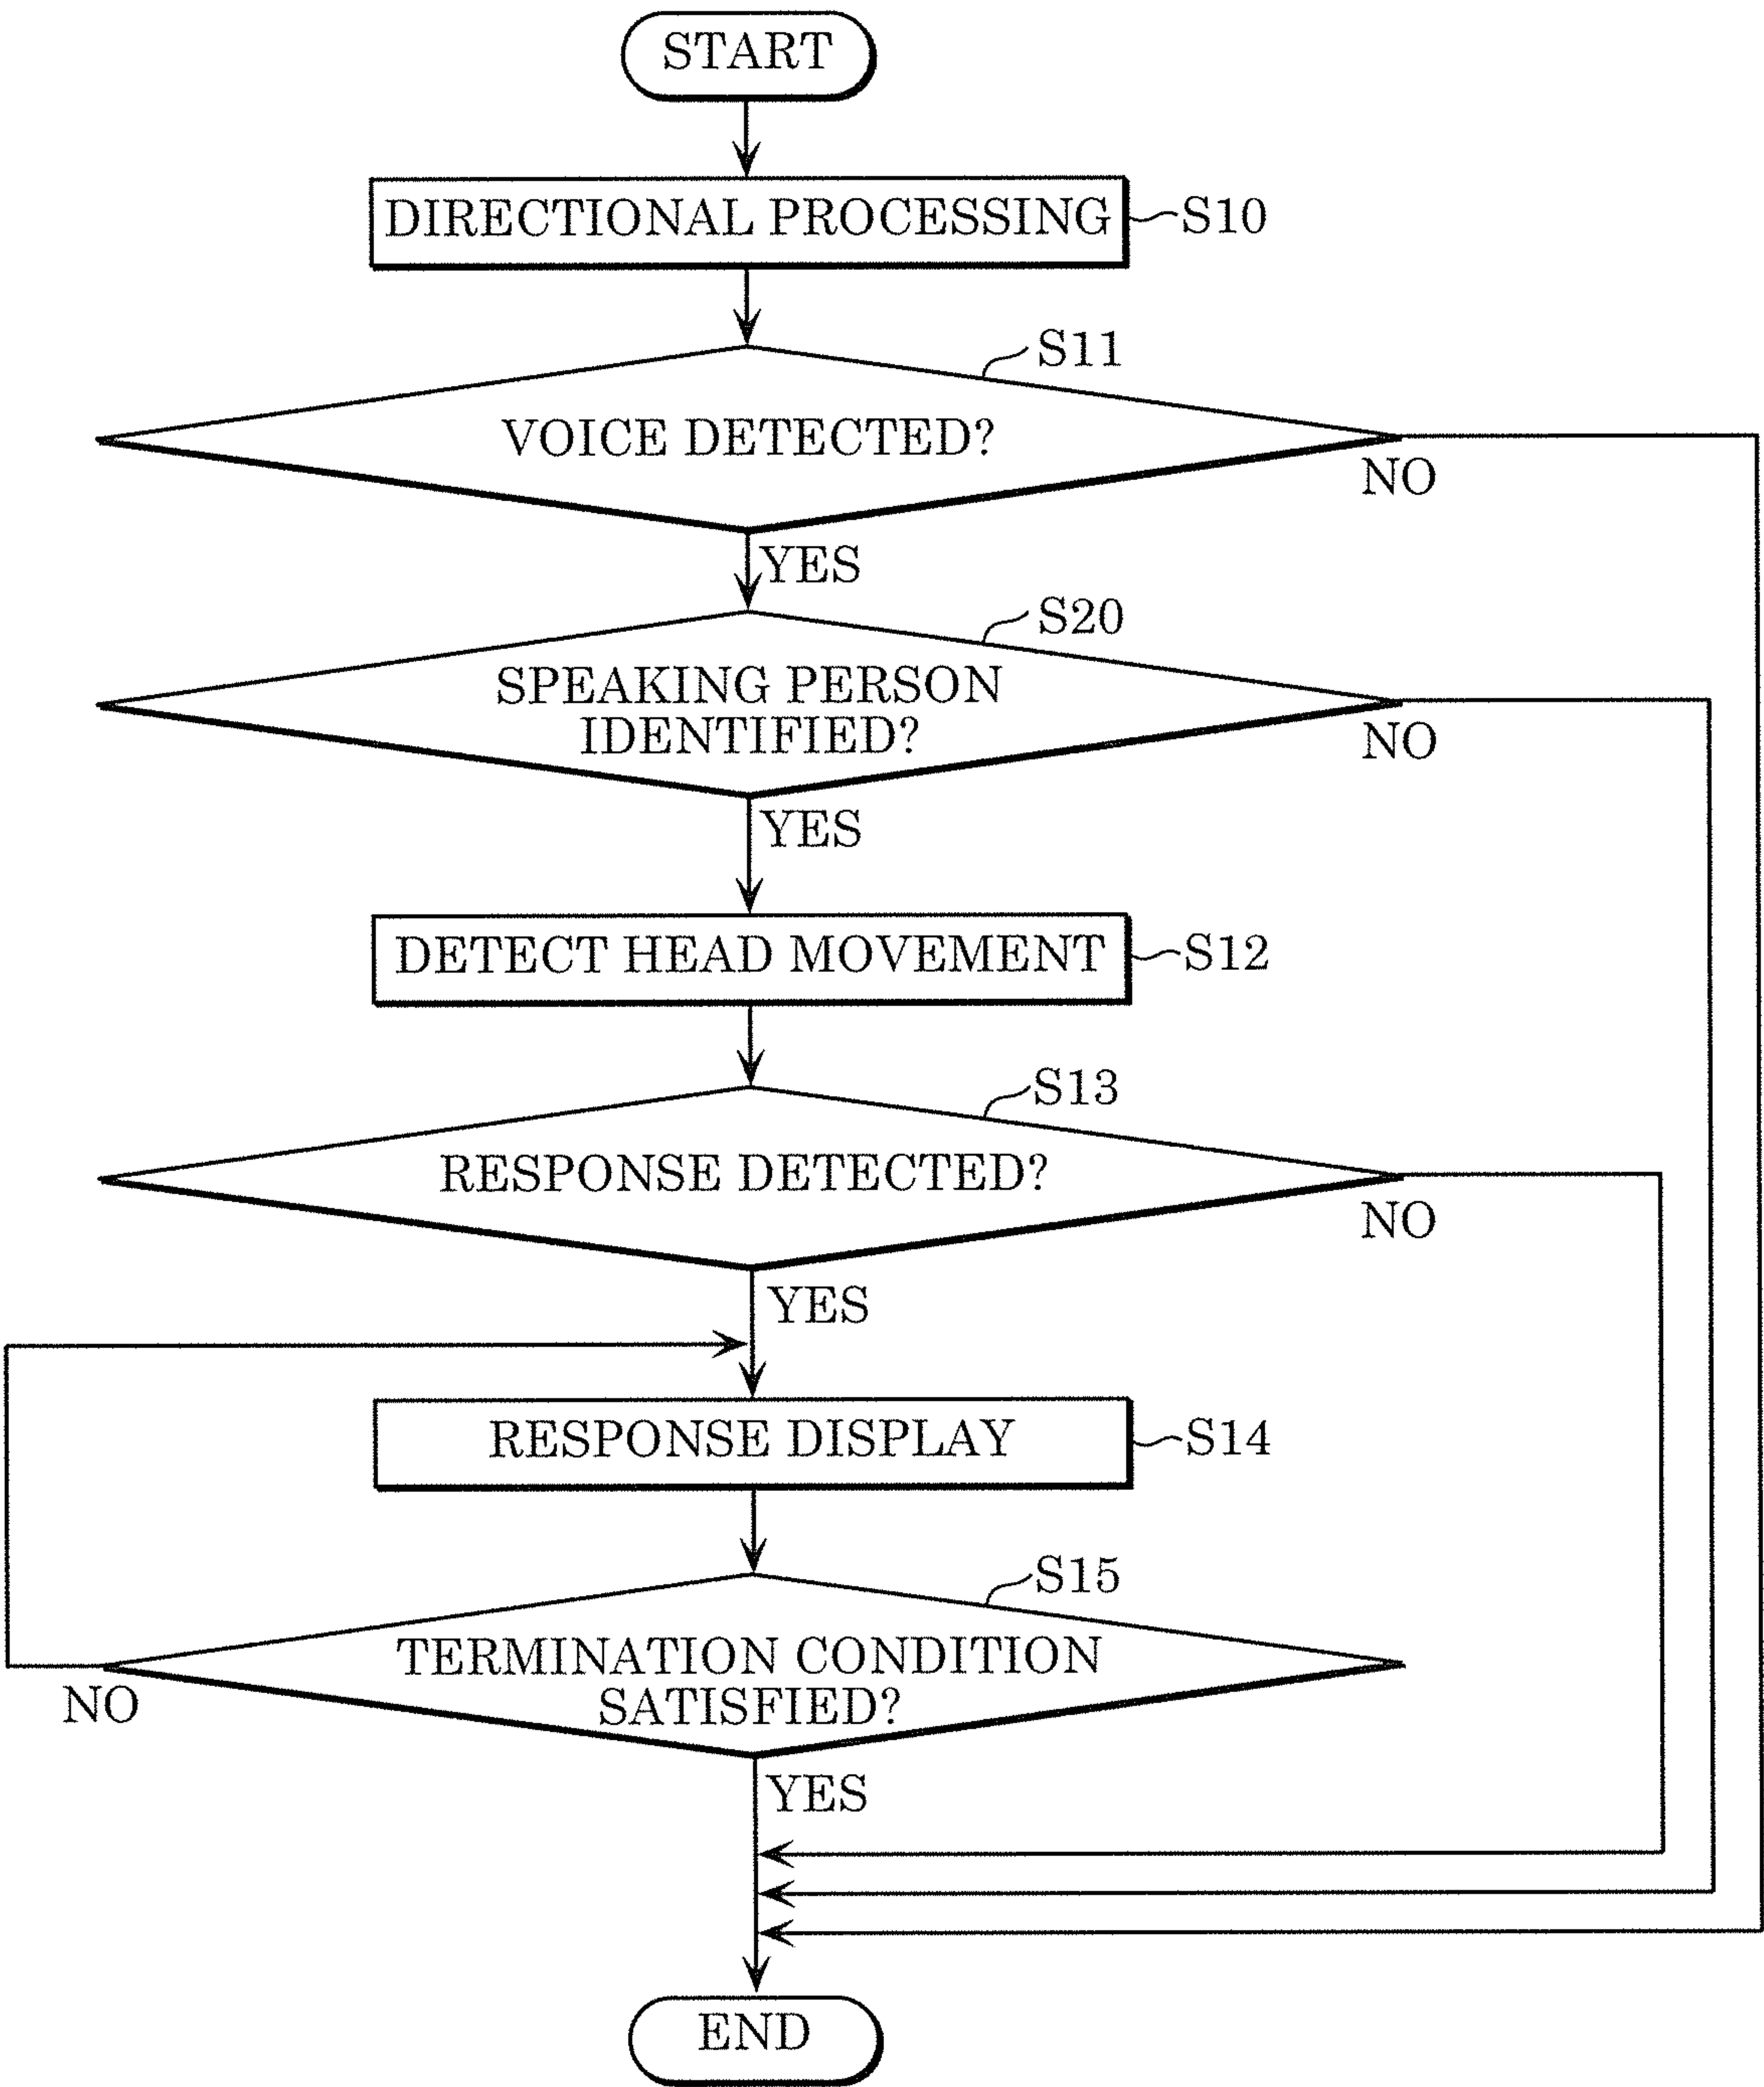 START
DIRECTIONAL PROCESSING
S10
S11
VOICE DETECTED?
NO
YES
S20
SPEAKING PERSON
IDENTIFIED?
NO
YES
DETECT HEAD MOVEMENT
S12
S13
RESPONSE DETECTED?
NO
YES
RESPONSE DISPLAY
S14
S15
TERMINATION CONDITION
SATISFIED?
NO
YES
END